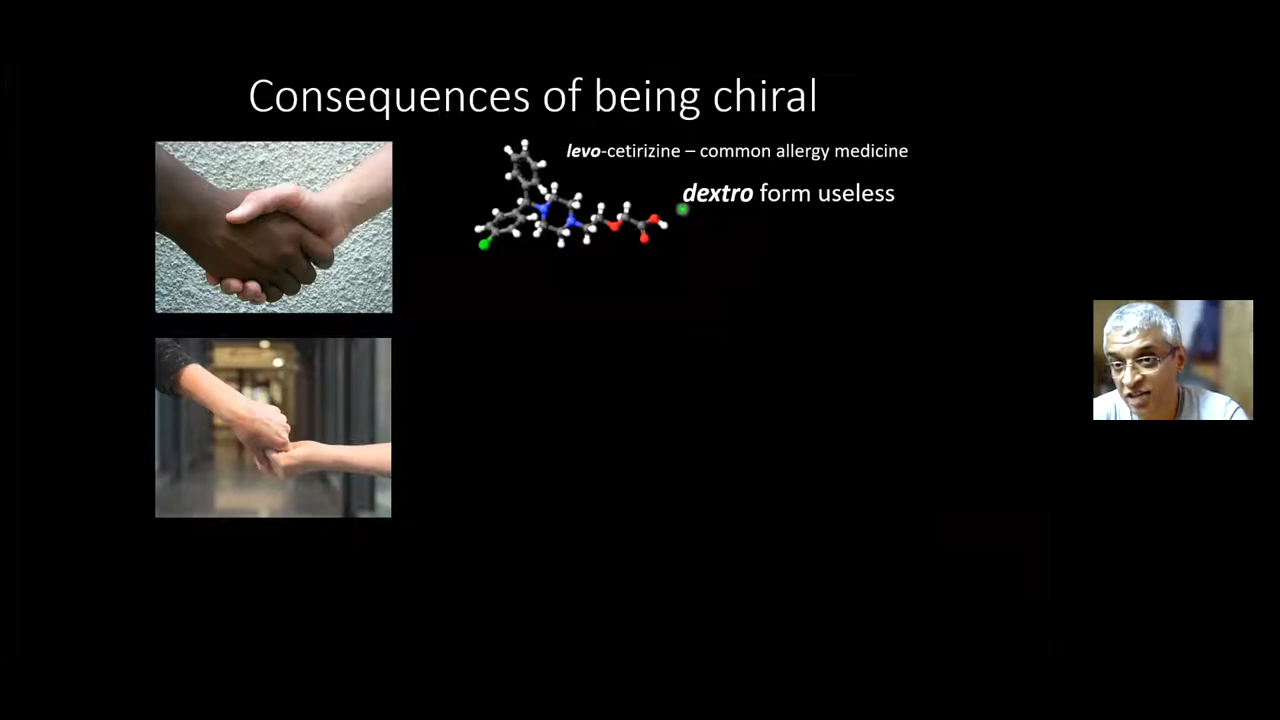 Consequences of being chiral
levo-cetirizine – common allergy medicine
dextro form useless